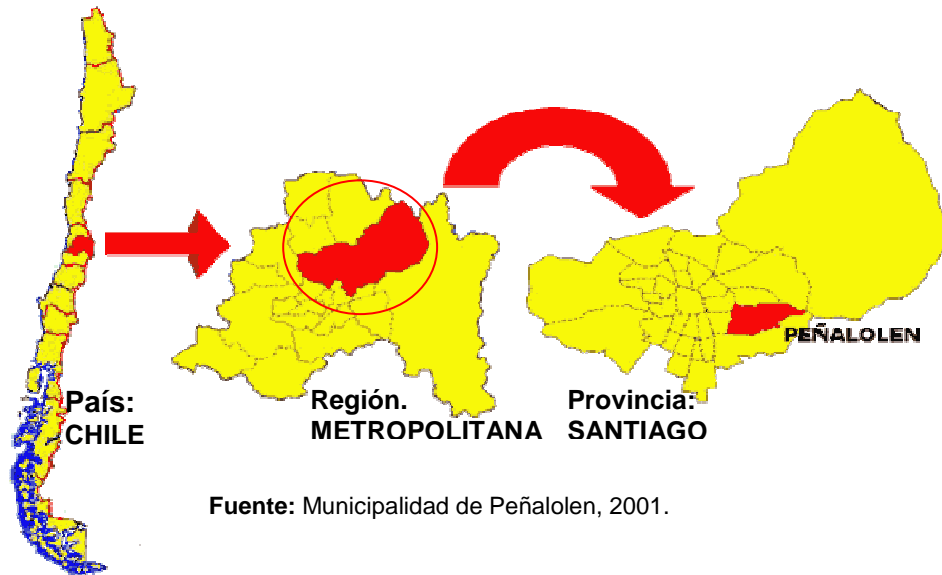 PEÑALOLEN
País:
CHILE
Región.
METROPOLITANA
Provincia:
SANTIAGO
Fuente: Municipalidad de Peñalolen, 2001.